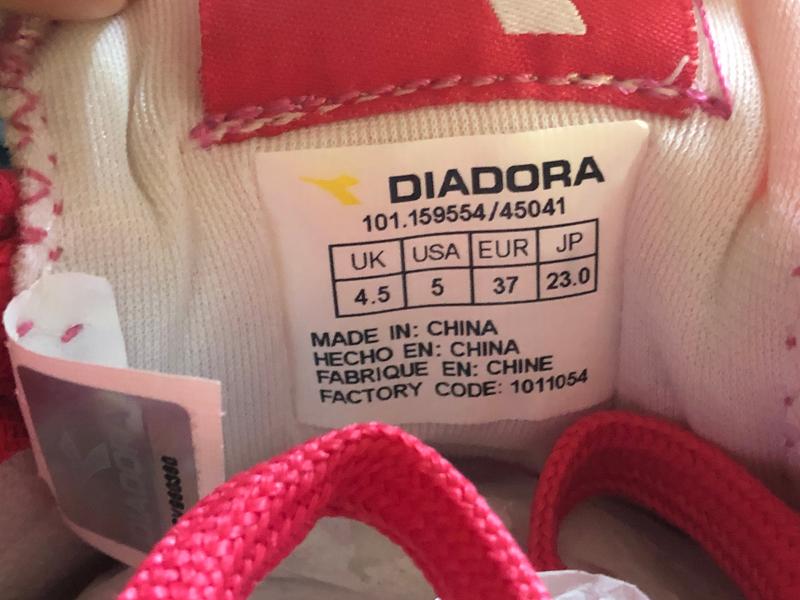 DIADORA
101.159554/45041
UK USA EUR JP
4.5 5 37 23.0
MADE IN: CHINA
HECHO EN: CHINA
FABRIQUE EN: CHINE
FACTORY CODE: 1011054
DIADORA